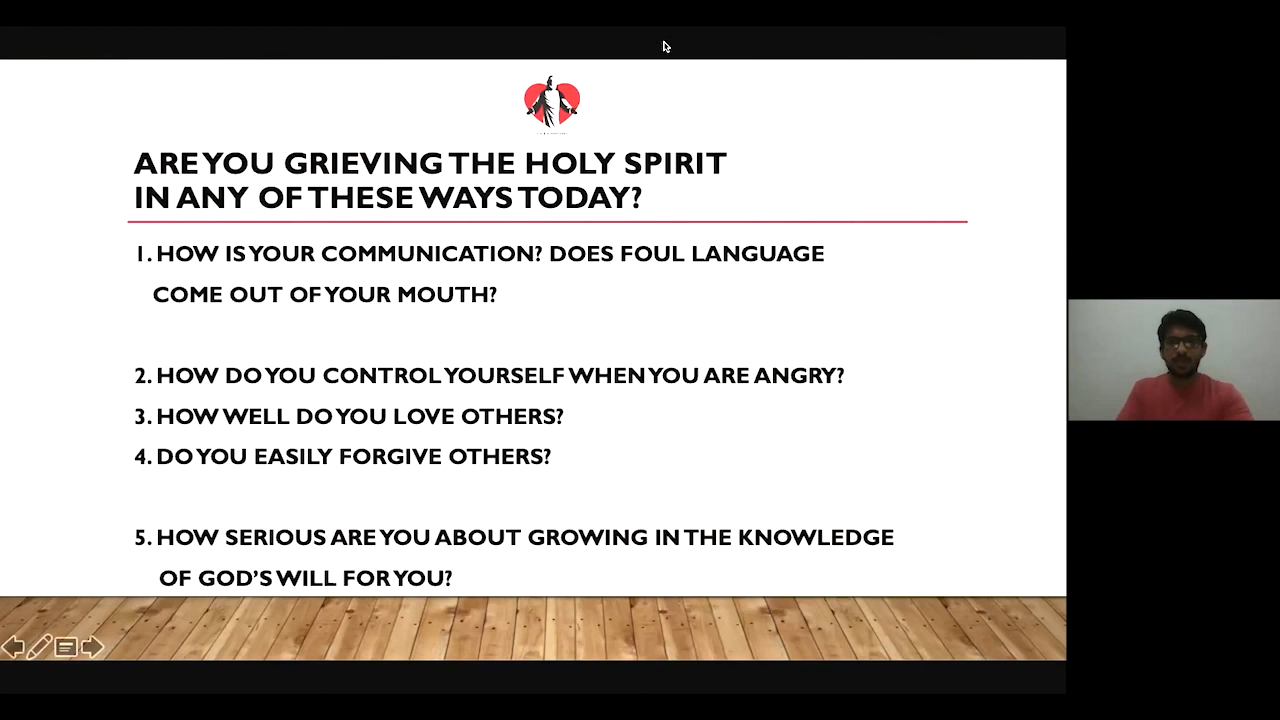 ARE YOU GRIEVING THE HOLY SPIRIT
IN ANY OF THESE WAYS TODAY?
1. HOW IS YOUR COMMUNICATION? DOES FOUL LANGUAGE
COME OUT OF YOUR MOUTH?
2. HOW DO YOU CONTROL YOURSELF WHEN YOU ARE ANGRY?
3. HOW WELL DO YOU LOVE OTHERS?
4. DO YOU EASILY FORGIVE OTHERS?
5. HOW SERIOUS ARE YOU ABOUT GROWING IN THE KNOWLEDGE
OF GOD'S WILL FOR YOU?